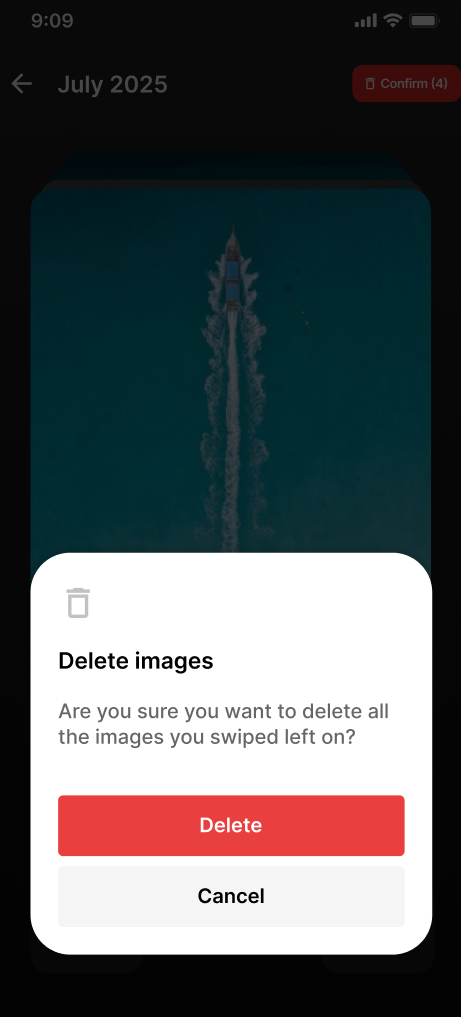 9:09
July 2025
Confirm (4)
Delete images
Are you sure you want to delete all
the images you swiped left on?
Delete
Cancel